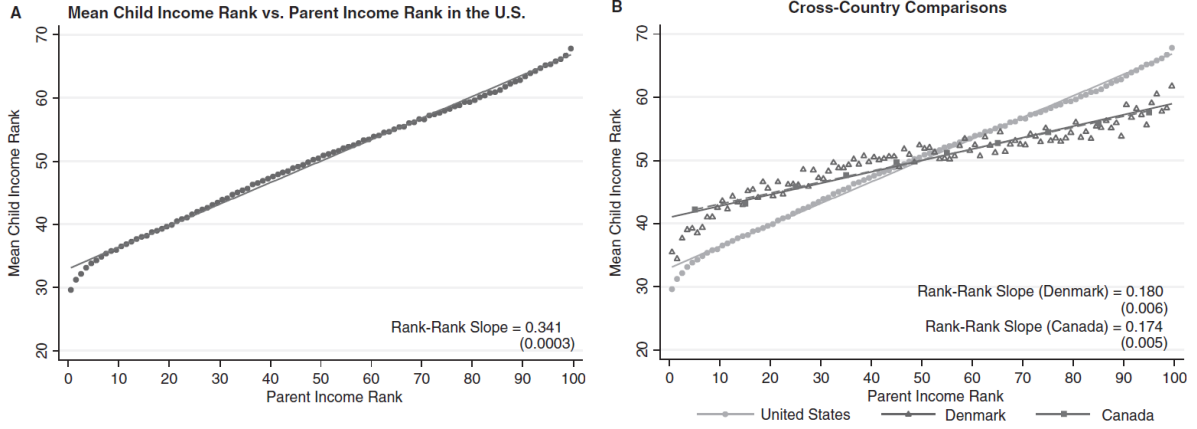 A Mean Child Income Rank vs. Parent Income Rank in the U.S.
Mean Child Income Rank
70
60
50
40
30
20
Rank-Rank Slope = 0.341
(0.0003)
0 10 20 30 40 50 60 70 80 90 100
Parent Income Rank
B Cross-Country Comparisons
Mean Child Income Rank
70
60
50
40
30
20
Rank-Rank Slope (Denmark) = 0.180
(0.006)
Rank-Rank Slope (Canada) = 0.174
(0.005)
0 10 20 30 40 50 60 70 80 90 100
Parent Income Rank
United States Denmark Canada